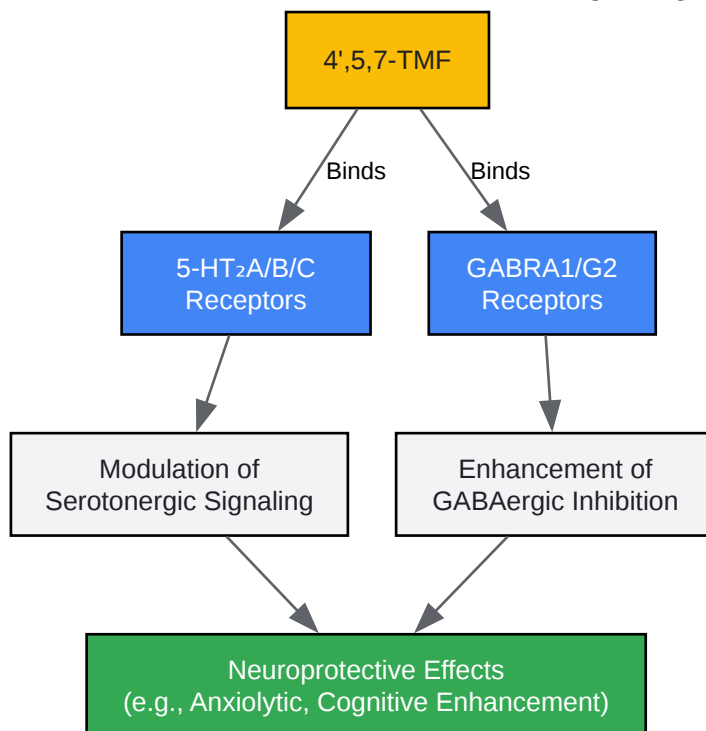 4',5,7-TMF
Binds
Binds
5-HT₂A/B/C
Receptors
GABRA1/G2
Receptors
Modulation of
Serotonergic Signaling
Enhancement of
GABAergic Inhibition
Neuroprotective Effects
(e.g., Anxiolytic, Cognitive Enhancement)